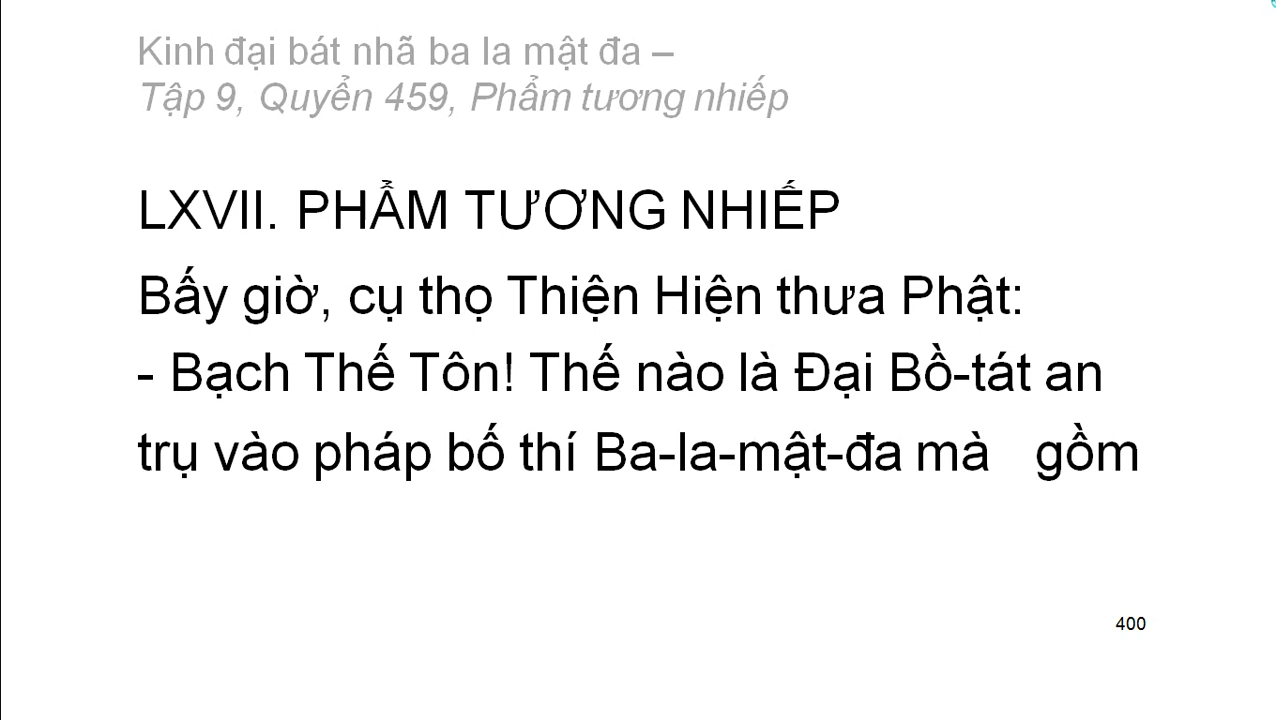 Kinh đại bát nhã ba la mật đa –
Tập 9, Quyển 459, Phẩm tương nhiếp
LXVII. PHẨM TƯƠNG NHIẾP
Bấy giờ, cụ thọ Thiện Hiện thưa Phật:
- Bạch Thế Tôn! Thế nào là Đại Bồ-tát an
trụ vào pháp bố thí Ba-la-mật-đa mà gồm
400